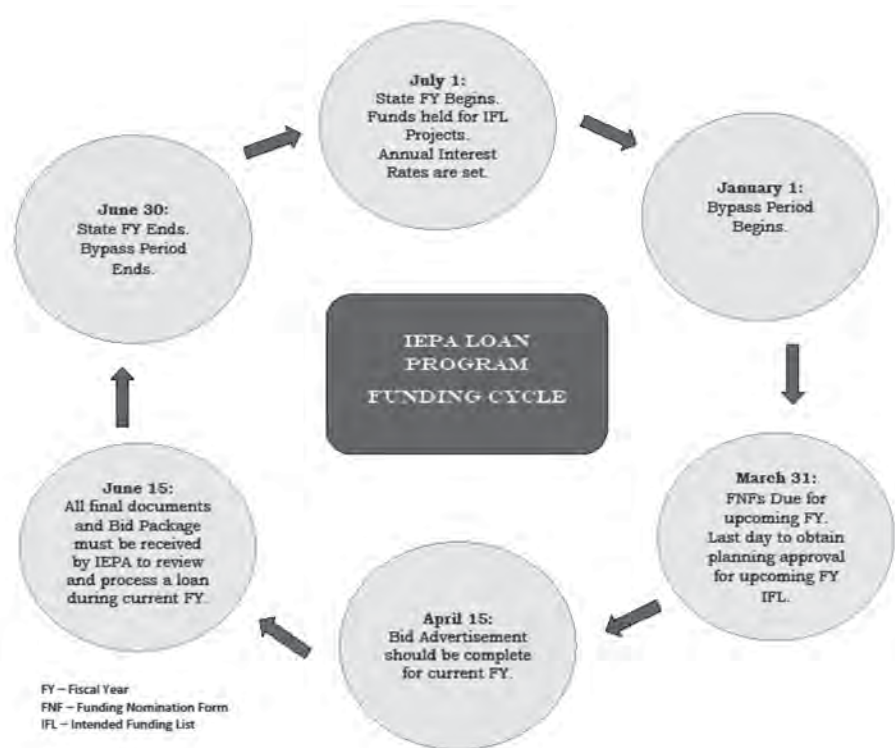 July 1:
State FY Begins.
Funds held for IFL
Projects.
Annual Interest
Rates are set.
January 1:
Bypass Period
Begins.
March 31:
FNFs Due for
upcoming FY.
Last day to obtain
planning approval
for upcoming FY
IFL.
April 15:
Bid Advertisement
should be complete
for current FY.
June 15:
All final documents
and Bid Package
must be received
by IEPA to review
and process a loan
during current FY.
June 30:
State FY Ends.
Bypass Period
Ends.
IEPA LOAN
PROGRAM
FUNDING CYCLE
FY – Fiscal Year
FNF – Funding Nomination Form
IFL – Intended Funding List